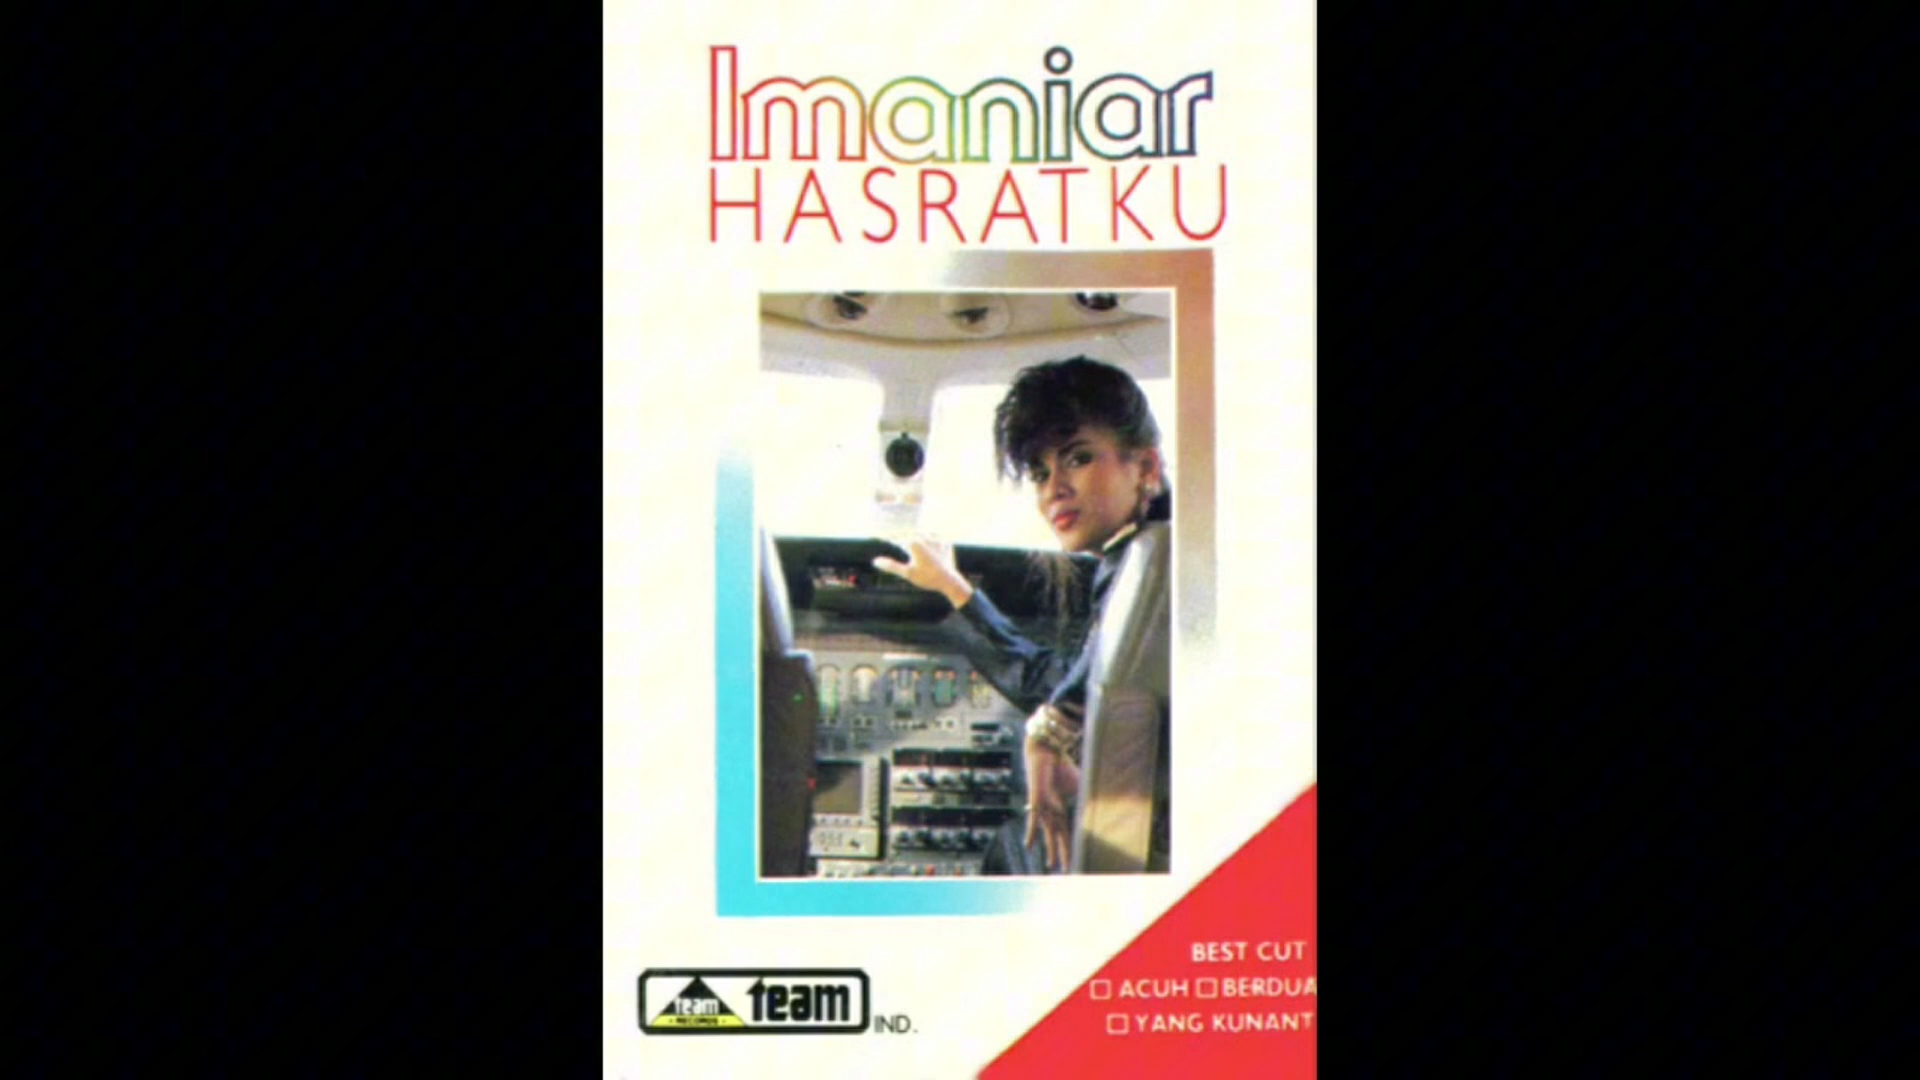 Imaniar
HASRATKU
BEST CUT
□ ACUH □ BERDUA
□ YANG KUNANT
team
RECORDS
team
IND.